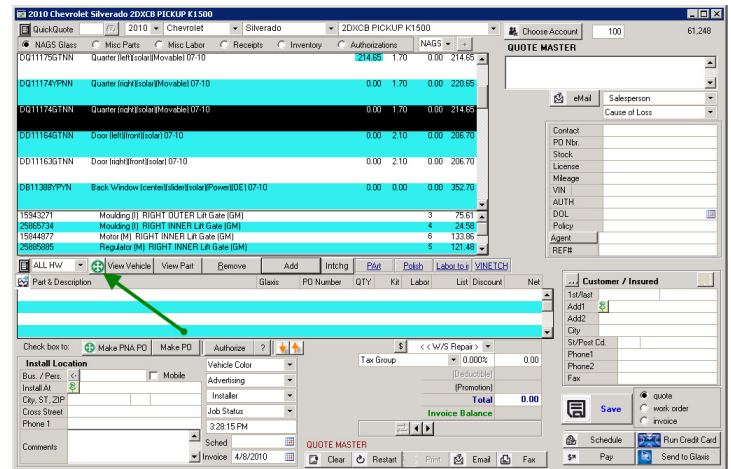 2010 Chevrolet Silverado 2DXCB PICKUP K1500
QuickQuote 2010 Chevrolet Silverado 2DXCB PICKUP K1500
NAGS Glass Misc Parts Misc Labor Receipts Inventory Authorizations NAGS +
Choose Account 100 61,248
QUOTE MASTER
DQ11175GTNN Quarter (left)(solar)(Movable) 07-10 214.65 1.70 0.00 214.65
DQ11174YPNN Quarter (right)(solar)(Movable) 07-10 0.00 1.70 0.00 220.65
DQ11174GTNN Quarter (right)(solar)(Movable) 07-10 0.00 1.70 0.00 214.65
DD11164GTNN Door (left)(front)(solar) 07-10 0.00 2.10 0.00 206.70
DD11163GTNN Door (right)(front)(solar) 07-10 0.00 2.10 0.00 206.70
DB11388YPYN Back Window (center)(slider)(solar)(Power)(OE) 07-10 0.00 0.00 0.00 352.70
15943271 Moulding (I) RIGHT OUTER Lift Gate (GM) 3 75.61
25865734 Moulding (I) RIGHT INNER Lift Gate (GM) 4 24.58
15844877 Motor (M) RIGHT INNER Lift Gate (GM) 6 133.86
25885885 Regulator (M) RIGHT INNER Lift Gate (GM) 5 121.48
eMail Salesperson
Cause of Loss
Contact
PO Nbr.
Stock
License
Mileage
VIN
AUTH
DOL
Policy
Agent
REF#
ALL HW View Vehicle View Part Remove Add Intchg PArt Polish Labor to it VINETCH
Part & Description Glaxis PO Number QTY Kit Labor List Discount Net
Check box to: Make PNA PO Make PO Authorize ? $ << W/S Repair >
Install Location
Bus. / Pers. <- Mobile
Install At
City, ST, ZIP
Cross Street
Phone 1
Comments
Vehicle Color
Advertising
Installer
Job Status
3:28:15 PM
Sched
Invoice 4/8/2010
Tax Group 0.000% 0.00
(Deductible)
(Promotion)
Total 0.00
Invoice Balance
QUOTE MASTER
Clear Restart Print Email Fax
... Customer / Insured
1st/last
Add1
Add2
City
St/Post Cd.
Phone1
Phone2
Fax
Save
quote
work order
invoice
Schedule Run Credit Card
Pay Send to Glaxis